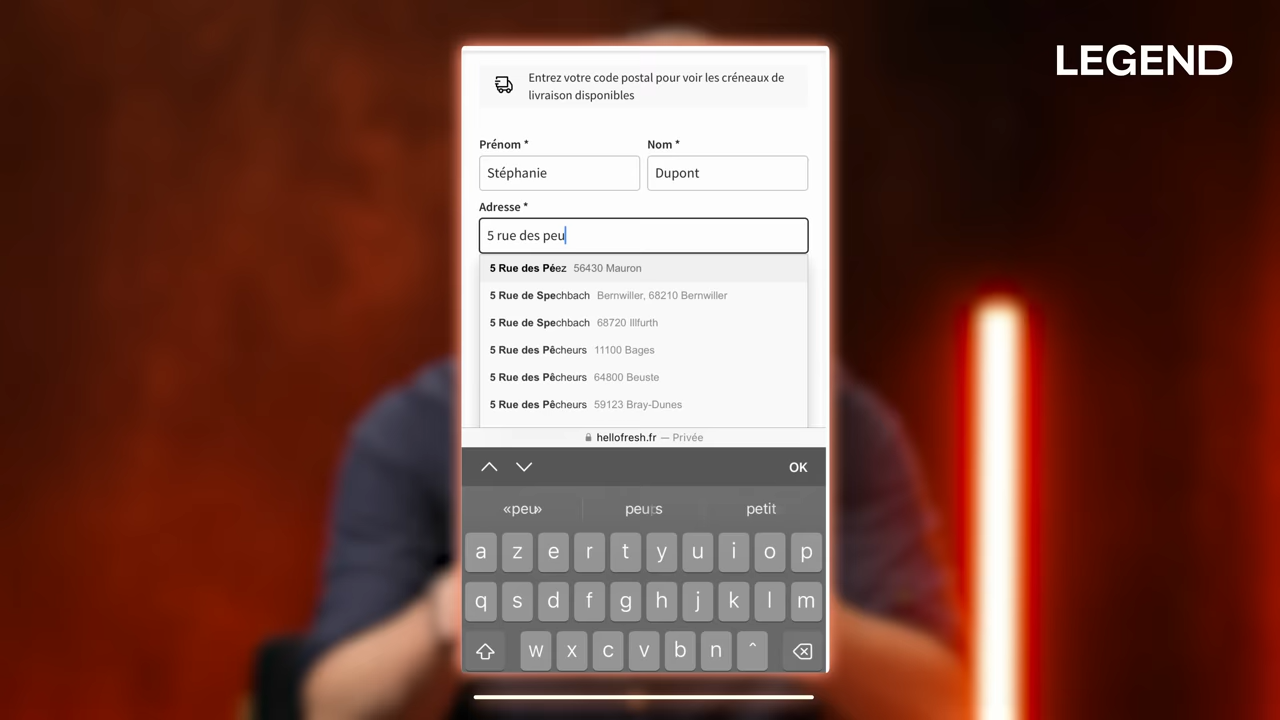 LEGEND
Entrez votre code postal pour voir les créneaux de
livraison disponibles
Prénom * Nom *
Stéphanie Dupont
Adresse *
5 rue des peu
5 Rue des Péez 56430 Mauron
5 Rue de Spechbach Bernwiller, 68210 Bernwiller
5 Rue de Spechbach 68720 Illfurth
5 Rue des Pêcheurs 11100 Bages
5 Rue des Pêcheurs 64800 Beuste
5 Rue des Pêcheurs 59123 Bray-Dunes
hellofresh.fr — Privée
OK
«peu» petit
a z e r t y u i o p
q s d f g h j k l m
w x c v b n ^